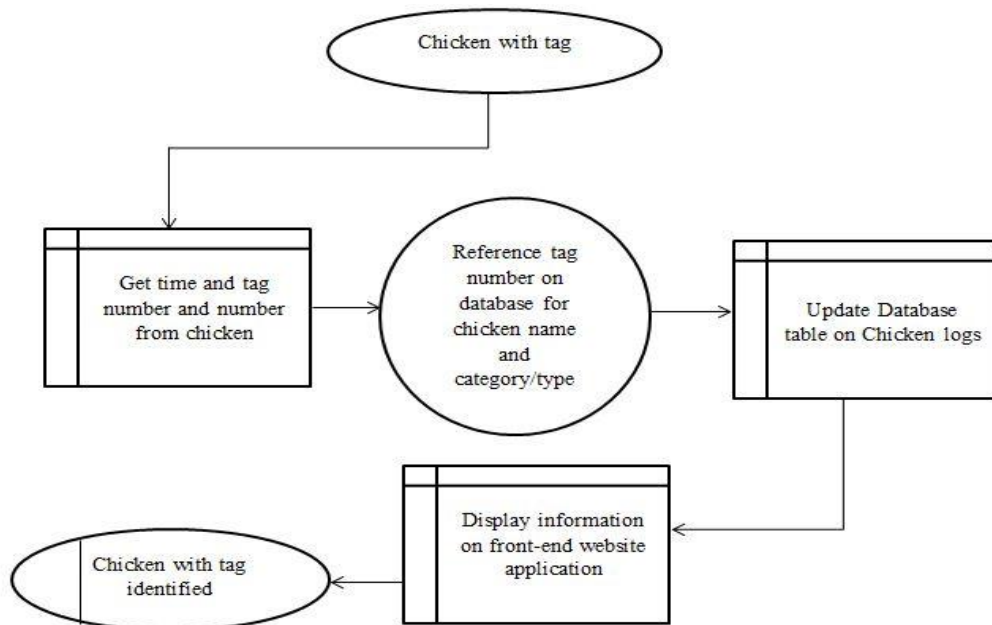 Chicken with tag
Get time and tag
number and number
from chicken
Reference tag
number on
database for
chicken name
and
category/type
Update Database
table on Chicken logs
Display information
on front-end website
application
Chicken with tag
identified